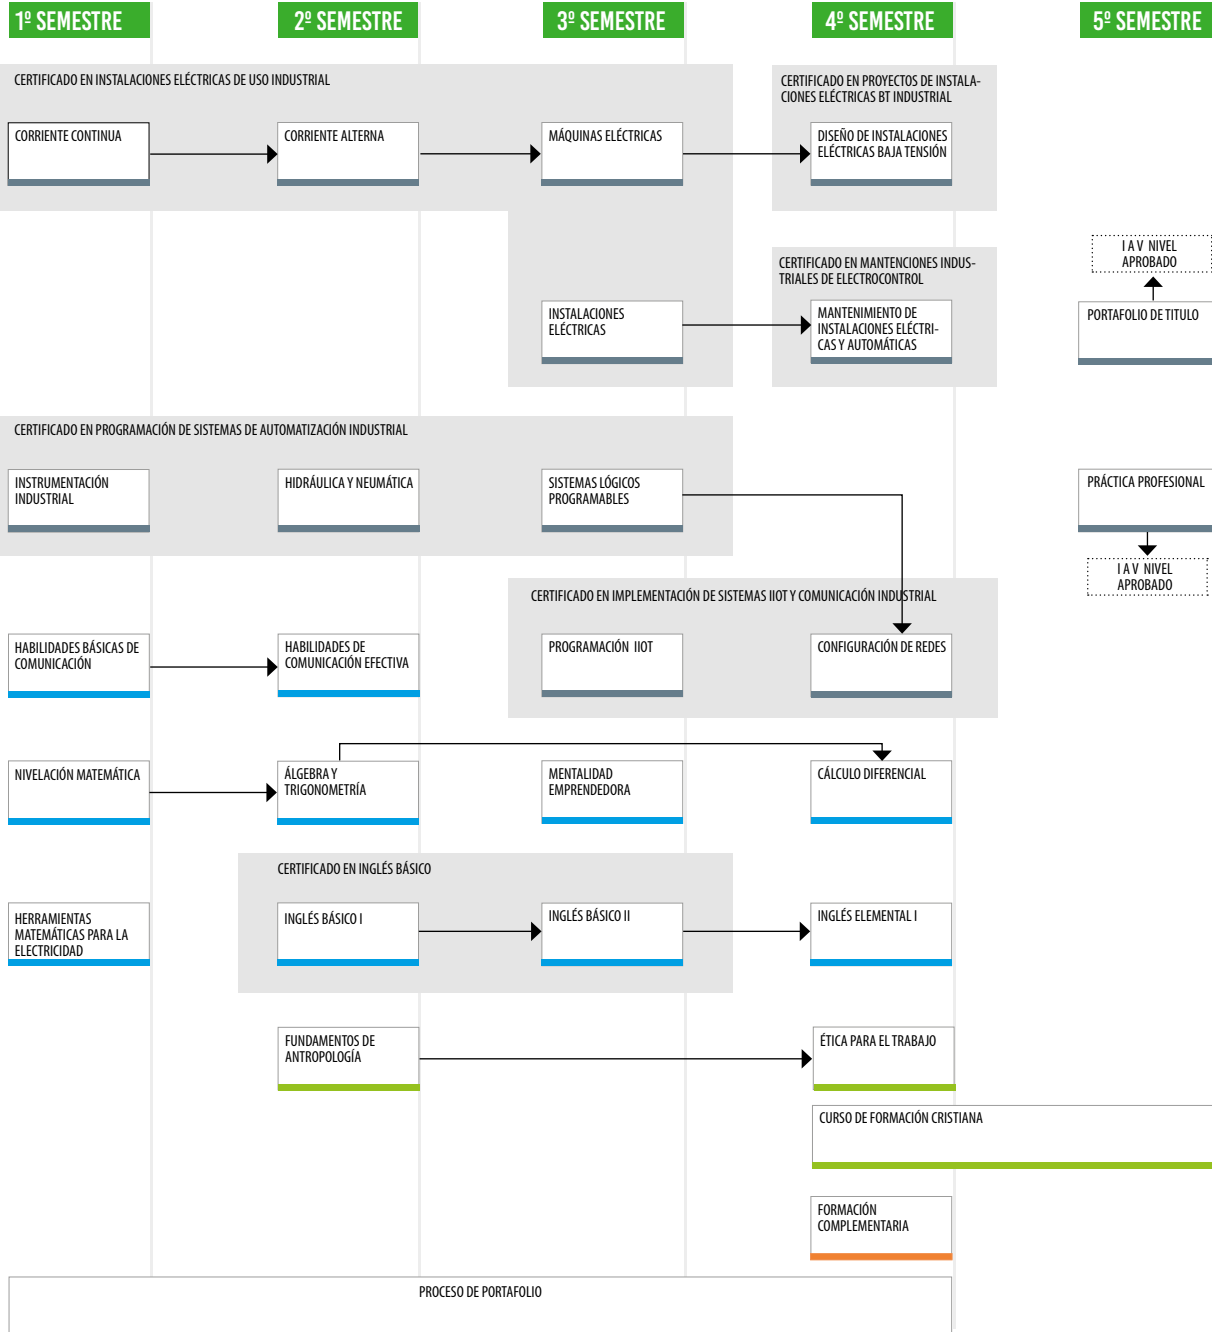 1º SEMESTRE
2º SEMESTRE
3º SEMESTRE
4º SEMESTRE
5º SEMESTRE
CERTIFICADO EN INSTALACIONES ELÉCTRICAS DE USO INDUSTRIAL
CERTIFICADO EN PROYECTOS DE INSTALA-
CIONES ELÉCTRICAS BT INDUSTRIAL
CORRIENTE CONTINUA
CORRIENTE ALTERNA
MÁQUINAS ELÉCTRICAS
DISEÑO DE INSTALACIONES
ELÉCTRICAS BAJA TENSIÓN
I A V  NIVEL
APROBADO
CERTIFICADO EN MANTENCIONES INDUS-
TRIALES DE ELECTROCONTROL
INSTALACIONES
ELÉCTRICAS
MANTENIMIENTO DE
INSTALACIONES ELÉCTRI-
CAS Y AUTOMÁTICAS
PORTAFOLIO DE TITULO
CERTIFICADO EN PROGRAMACIÓN DE SISTEMAS DE AUTOMATIZACIÓN INDUSTRIAL
INSTRUMENTACIÓN
INDUSTRIAL
HIDRÁULICA Y NEUMÁTICA
SISTEMAS LÓGICOS
PROGRAMABLES
PRÁCTICA PROFESIONAL
I A V  NIVEL
APROBADO
CERTIFICADO EN IMPLEMENTACIÓN DE SISTEMAS IIOT Y COMUNICACIÓN INDUSTRIAL
HABILIDADES BÁSICAS DE
COMUNICACIÓN
HABILIDADES DE
COMUNICACIÓN EFECTIVA
PROGRAMACIÓN  IIOT
CONFIGURACIÓN DE REDES
NIVELACIÓN MATEMÁTICA
ÁLGEBRA Y
TRIGONOMETRÍA
MENTALIDAD
EMPRENDEDORA
CÁLCULO DIFERENCIAL
CERTIFICADO EN INGLÉS BÁSICO
HERRAMIENTAS
MATEMÁTICAS PARA LA
ELECTRICIDAD
INGLÉS BÁSICO I
INGLÉS BÁSICO II
INGLÉS ELEMENTAL I
FUNDAMENTOS DE
ANTROPOLOGÍA
ÉTICA PARA EL TRABAJO
CURSO DE FORMACIÓN CRISTIANA
FORMACIÓN
COMPLEMENTARIA
PROCESO DE PORTAFOLIO